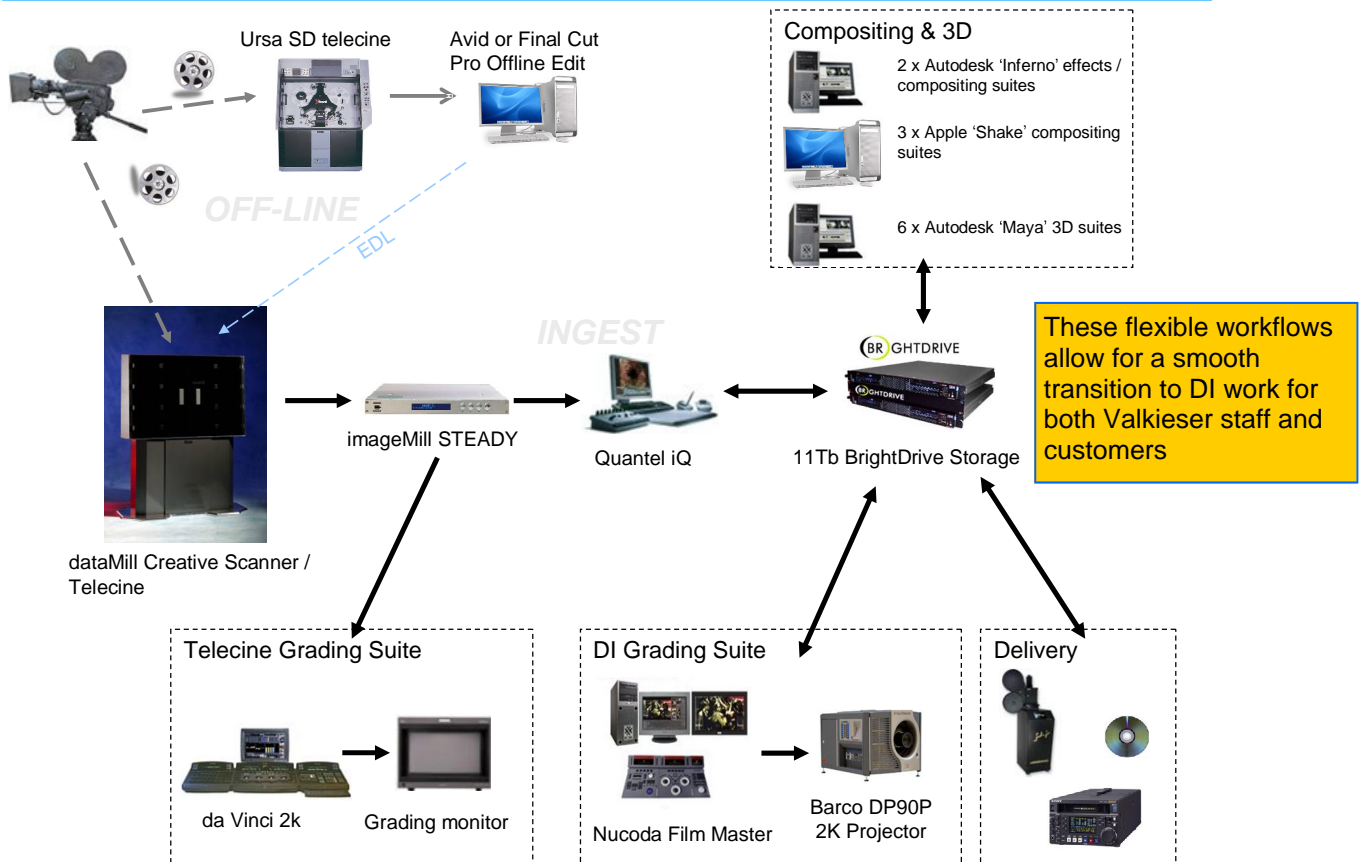 Ursa SD telecine
Avid or Final Cut
Pro Offline Edit
Compositing & 3D
2 x Autodesk ‘Inferno’ effects /
compositing suites
3 x Apple ‘Shake’ compositing
suites
6 x Autodesk ‘Maya’ 3D suites
OFF-LINE
EDL
INGEST
BRIGHTDRIVE
BRIGHTDRIVE
These flexible workflows
allow for a smooth
transition to DI work for
both Valkieser staff and
customers
imageMill STEADY
Quantel iQ
11Tb BrightDrive Storage
dataMill Creative Scanner /
Telecine
Telecine Grading Suite
da Vinci 2k
Grading monitor
DI Grading Suite
Nucoda Film Master
Barco DP90P
2K Projector
Delivery
SONY